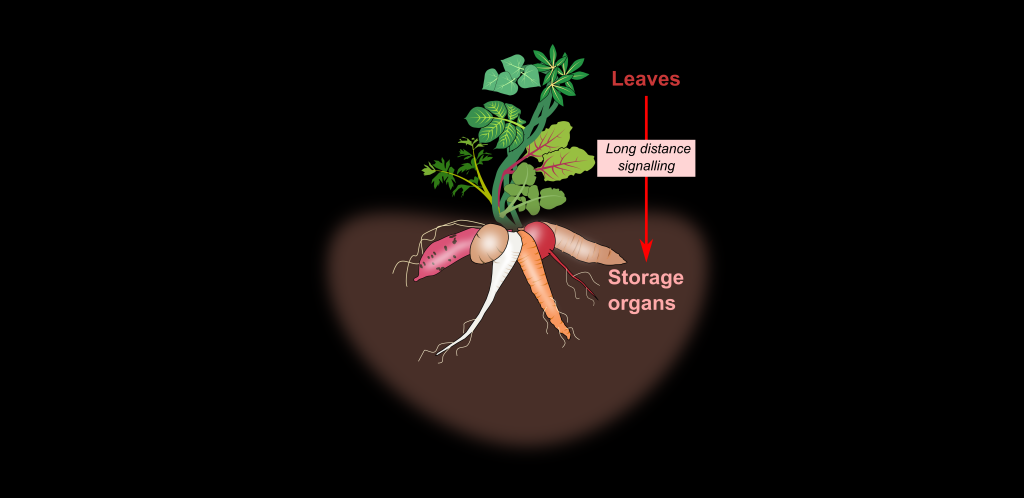 Leaves
Long distance
signalling
Storage
organs